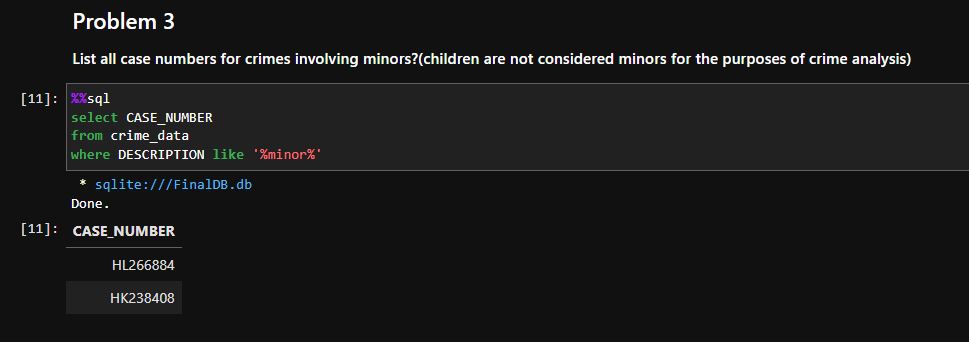 Problem 3
List all case numbers for crimes involving minors?(children are not considered minors for the purposes of crime analysis)
[11]: %%sql
select CASE_NUMBER
from crime_data
where DESCRIPTION like '%minor%'
* sqlite:///FinalDB.db
Done.
[11]: CASE_NUMBER
HL266884
HK238408